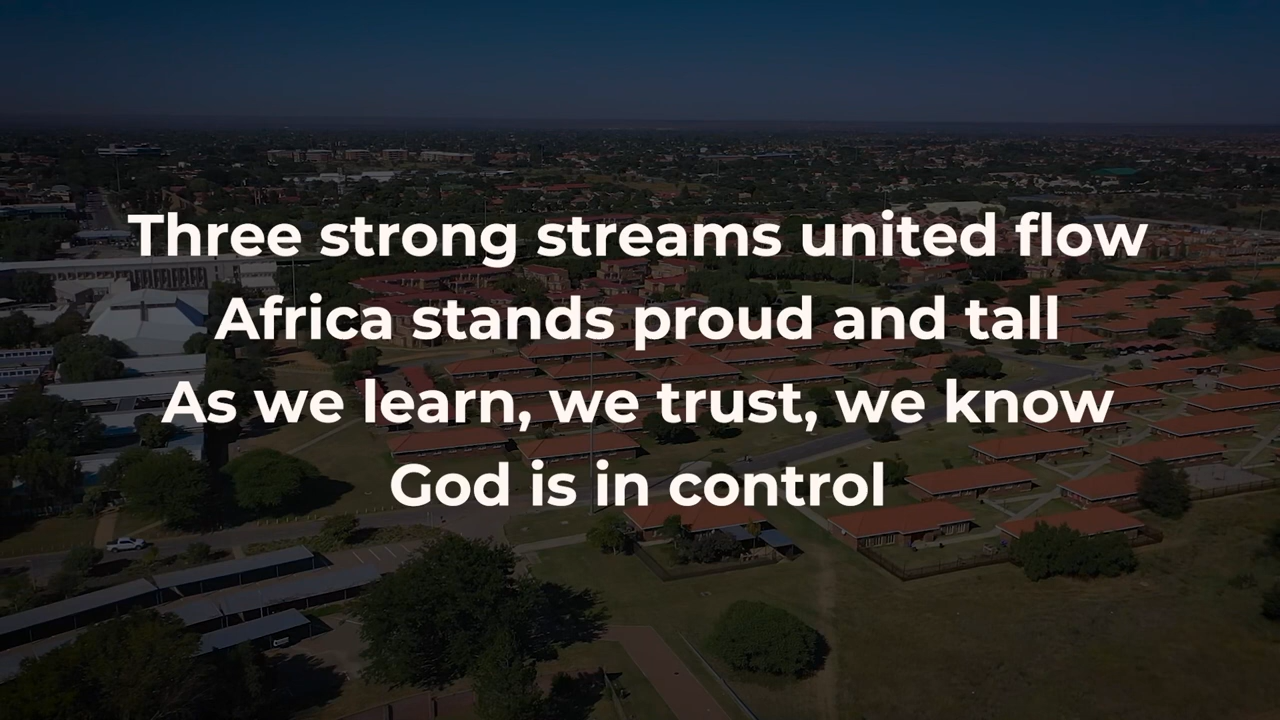 Three strong streams united flow
Africa stands proud and tall
As we learn, we trust, we know
God is in control